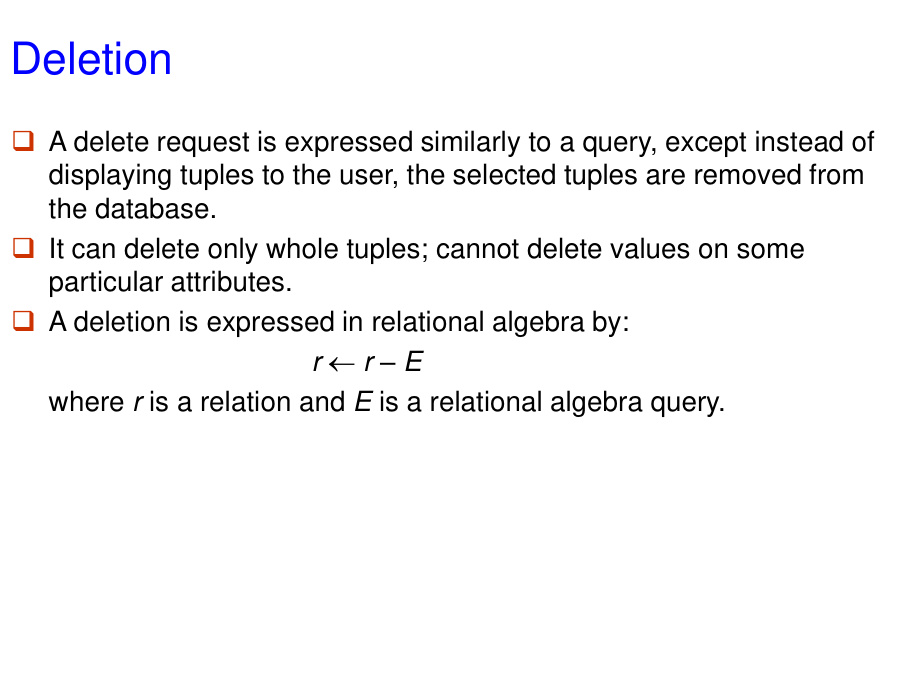 Deletion
❑ A delete request is expressed similarly to a query, except instead of
displaying tuples to the user, the selected tuples are removed from
the database.
❑ It can delete only whole tuples; cannot delete values on some
particular attributes.
❑ A deletion is expressed in relational algebra by:
r ← r – E
where r is a relation and E is a relational algebra query.